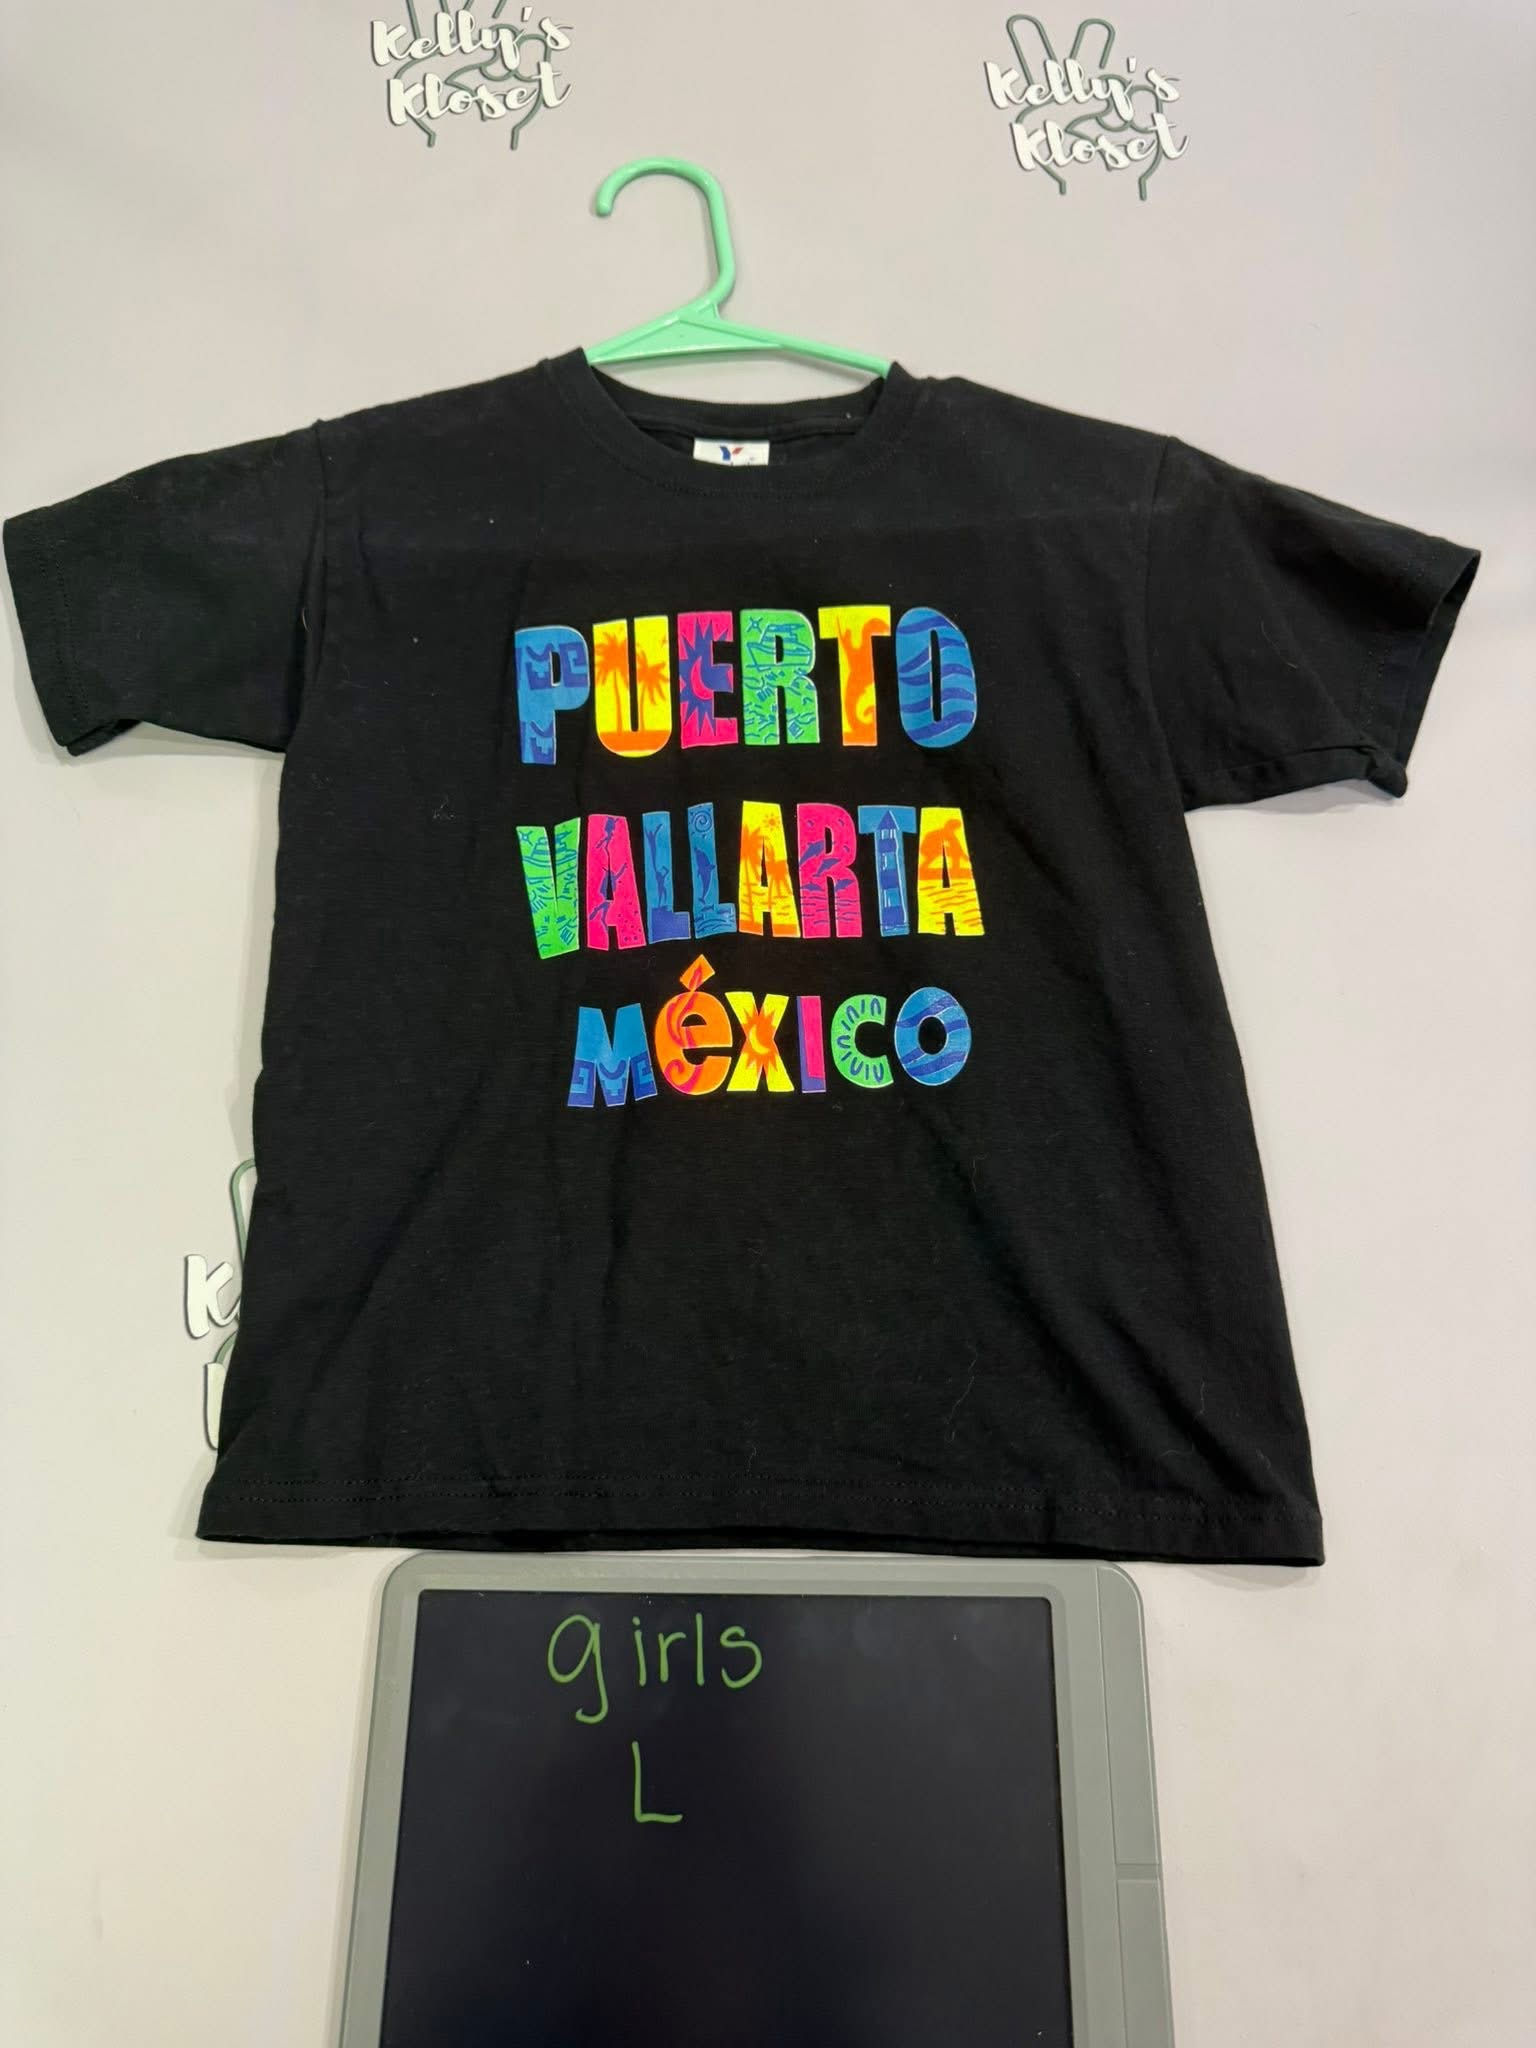 Kelly's
Kloset
Kelly's
Kloset
PUERTO
VALLARTA
MéXICO
K
girls
L